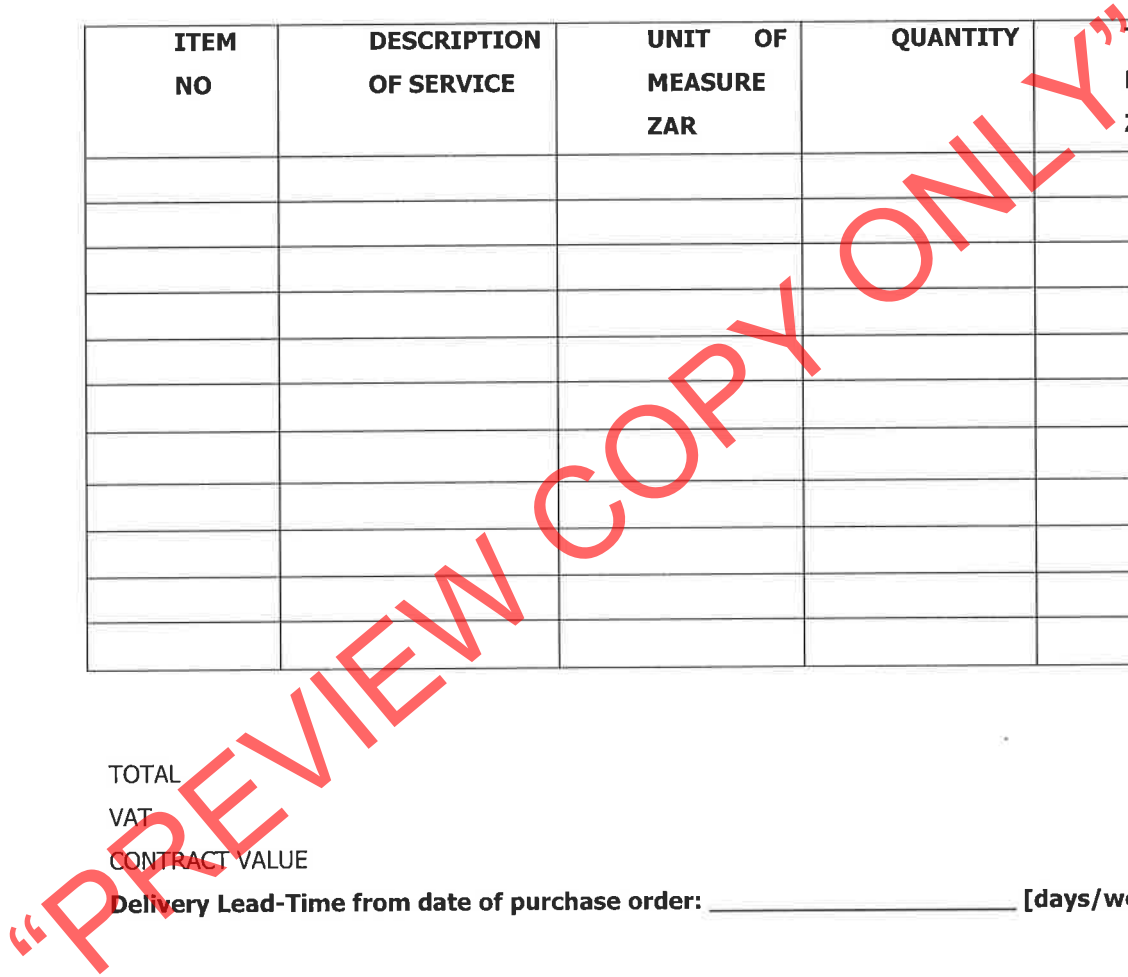 ITEM NO
DESCRIPTION OF SERVICE
UNIT OF MEASURE ZAR
QUANTITY
TOTAL
VAT
CONTRACT VALUE
Delivery Lead-Time from date of purchase order: ____________________ [days/we
“PREVIEW COPY ONLY”